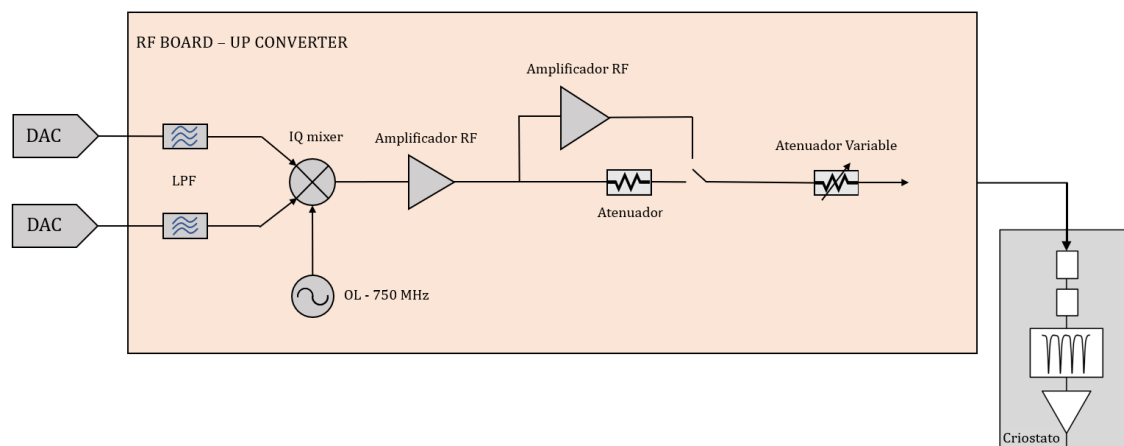 RF BOARD – UP CONVERTER
Amplificador RF
DAC
IQ mixer
Amplificador RF
Atenuador Variable
LPF
Atenuador
DAC
OL - 750 MHz
Criostato